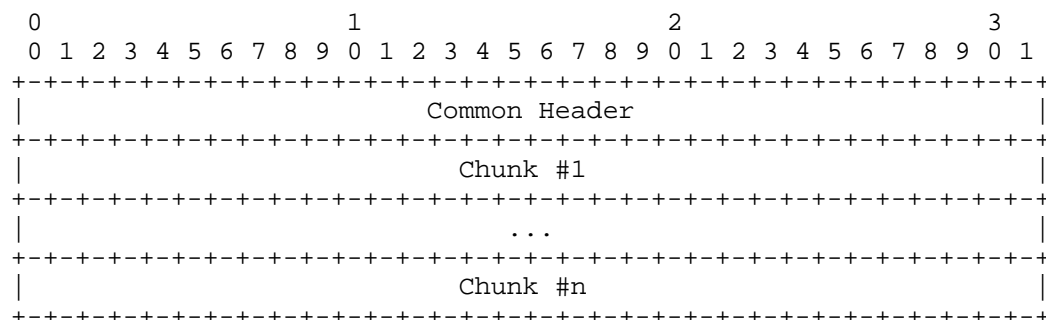 0                   1                   2                   3
 0 1 2 3 4 5 6 7 8 9 0 1 2 3 4 5 6 7 8 9 0 1 2 3 4 5 6 7 8 9 0 1
+-+-+-+-+-+-+-+-+-+-+-+-+-+-+-+-+-+-+-+-+-+-+-+-+-+-+-+-+-+-+-+-+
|                         Common Header                         |
+-+-+-+-+-+-+-+-+-+-+-+-+-+-+-+-+-+-+-+-+-+-+-+-+-+-+-+-+-+-+-+-+
|                           Chunk #1                            |
+-+-+-+-+-+-+-+-+-+-+-+-+-+-+-+-+-+-+-+-+-+-+-+-+-+-+-+-+-+-+-+-+
|                              ...                              |
+-+-+-+-+-+-+-+-+-+-+-+-+-+-+-+-+-+-+-+-+-+-+-+-+-+-+-+-+-+-+-+-+
|                           Chunk #n                            |
+-+-+-+-+-+-+-+-+-+-+-+-+-+-+-+-+-+-+-+-+-+-+-+-+-+-+-+-+-+-+-+-+